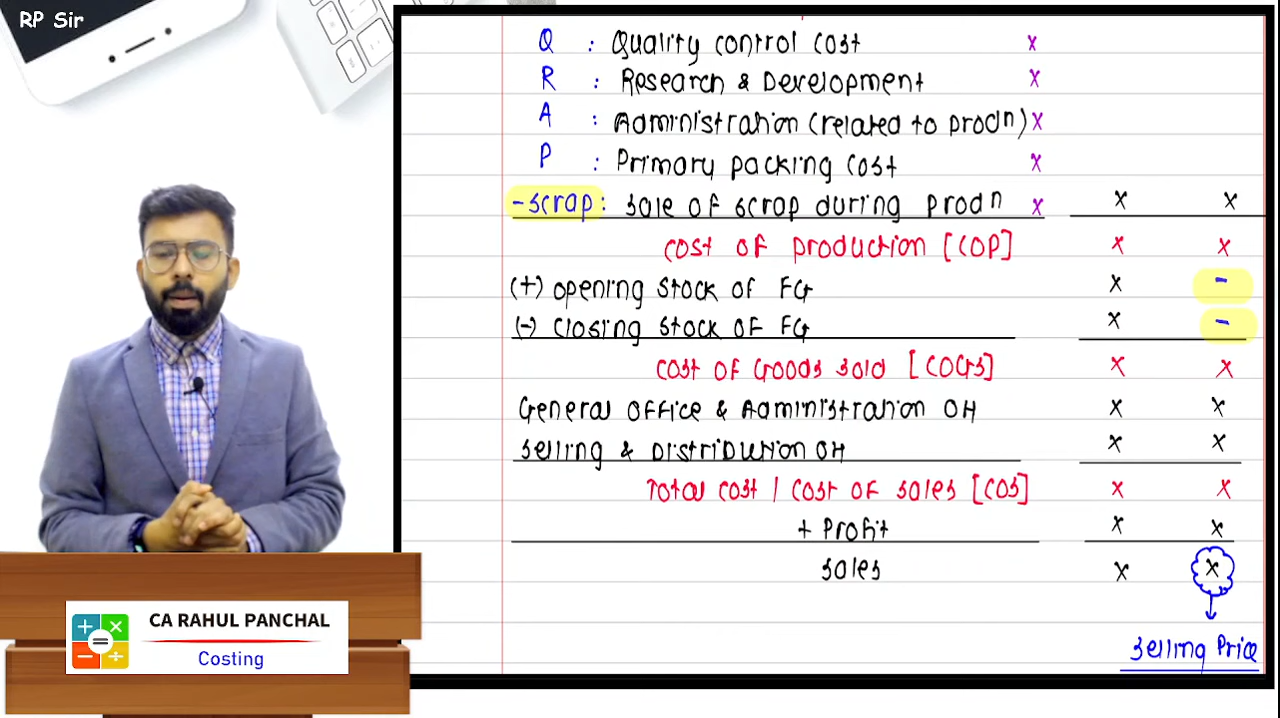 RP Sir
Q : Quality control cost x
R : Research & Development x
A : Administration (related to prodn) x
P : Primary packing cost x
- scrap : sale of scrap during prodn x x x
cost of production [COP] x x
(+) opening stock of FG x -
(-) closing stock of FG x -
cost of Goods sold [COGS] x x
General office & Administration OH x x
selling & Distribution OH x x
Total cost / cost of sales [COS] x x
+ Profit x x
sales x x
selling Price
CA RAHUL PANCHAL
Costing